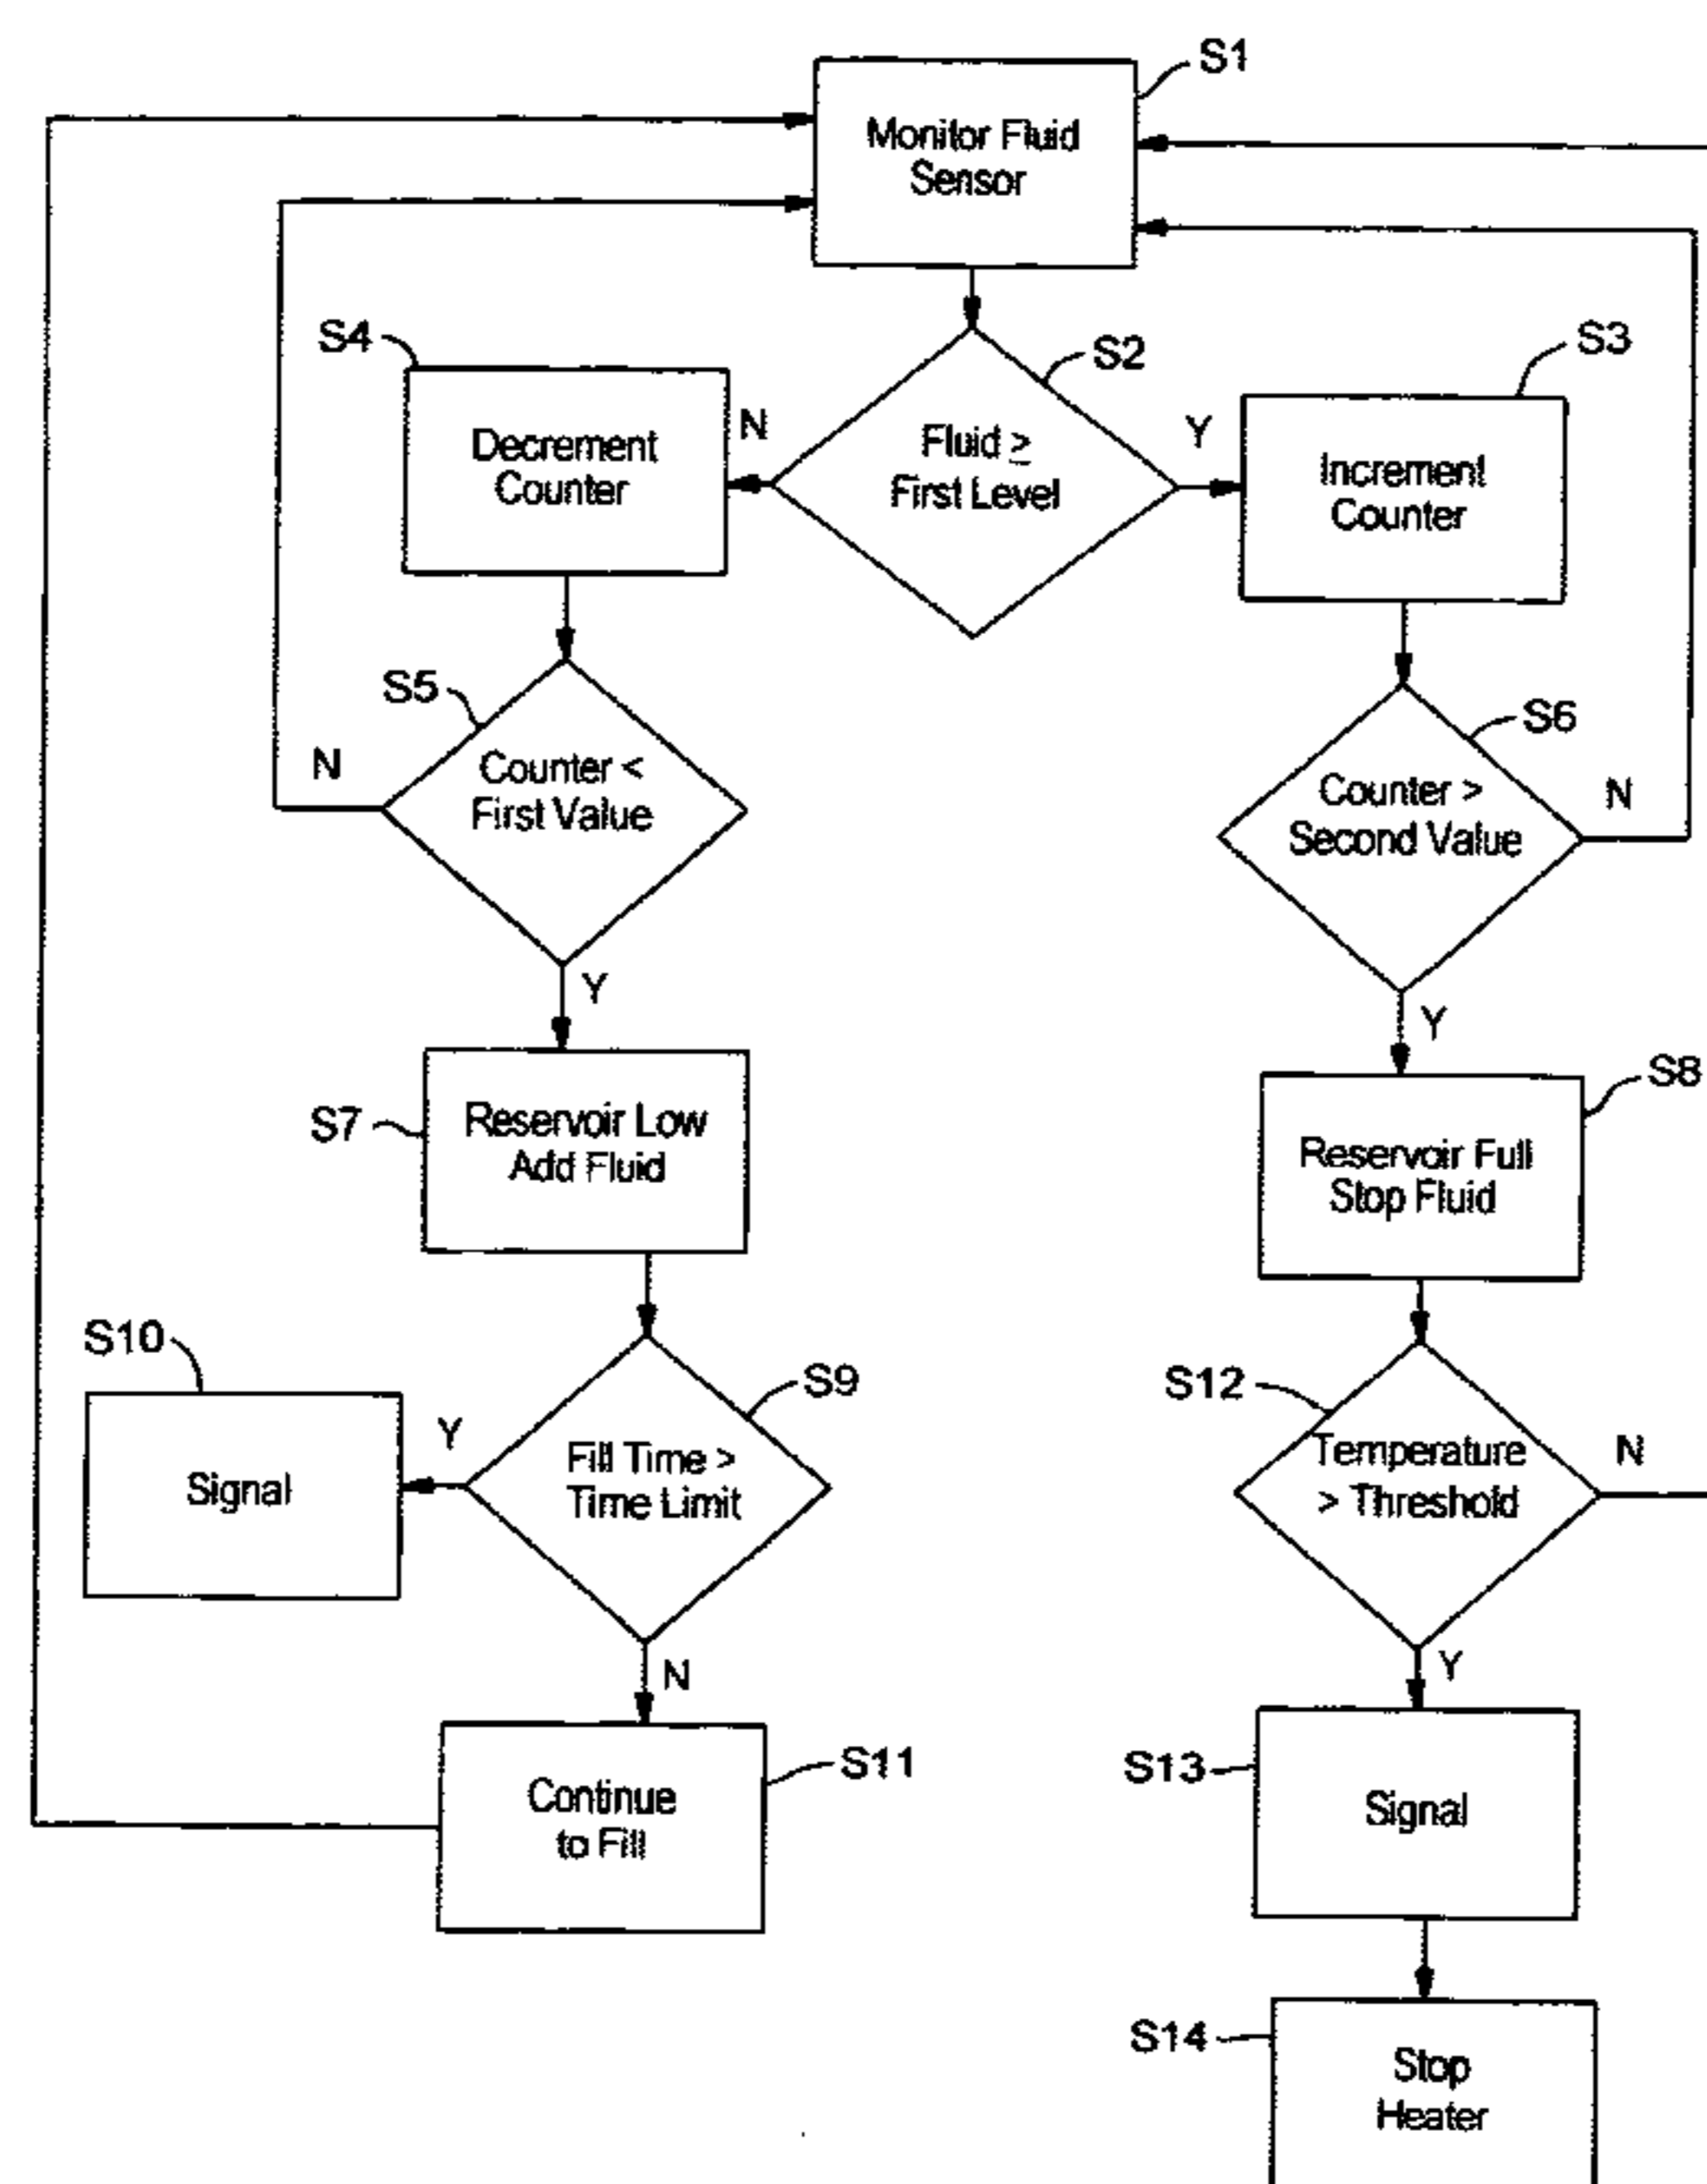 S1
Monitor Fluid
Sensor
S2
Fluid ≥
First Level
N
Y
S4
Decrement
Counter
S3
Increment
Counter
S5
Counter <
First Value
N
Y
S6
Counter >
Second Value
N
Y
S7
Reservoir Low
Add Fluid
S8
Reservoir Full
Stop Fluid
S9
Fill Time >
Time Limit
Y
N
S10
Signal
S12
Temperature
> Threshold
N
Y
S11
Continue
to Fill
S13
Signal
S14
Stop
Heater